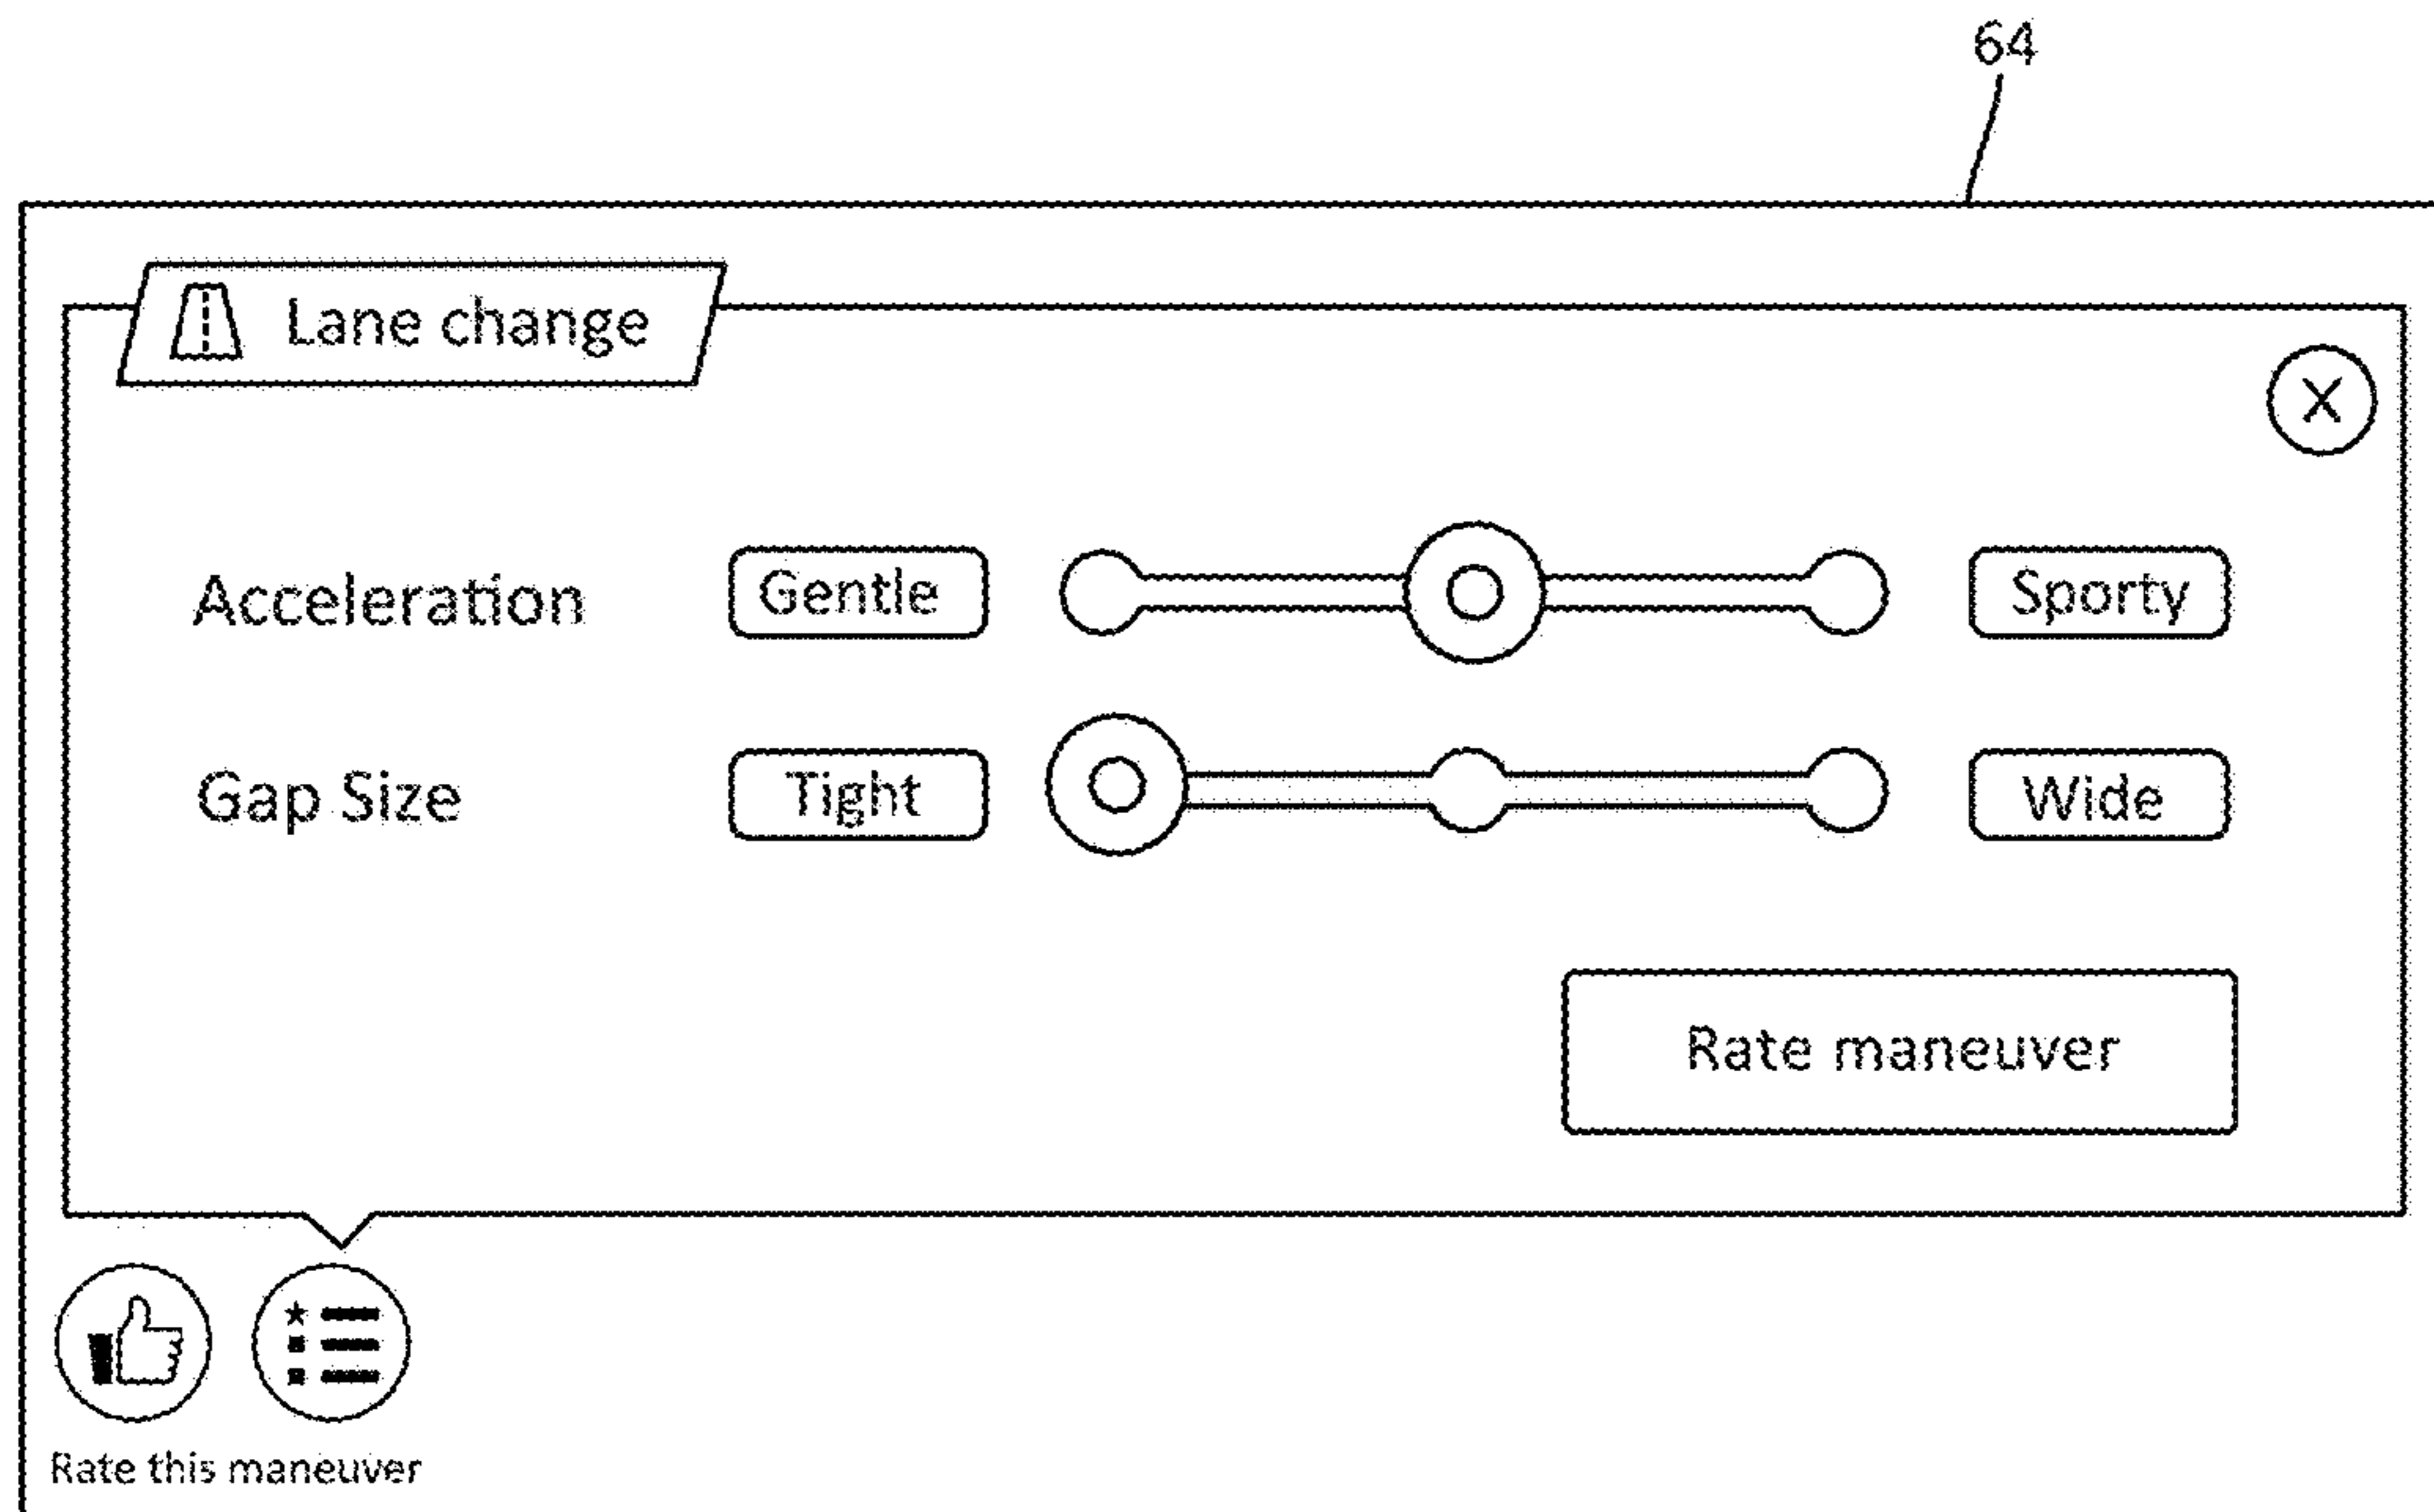 64
Lane change
X
Acceleration Gentle Sporty
Gap Size Tight Wide
Rate maneuver
Rate this maneuver